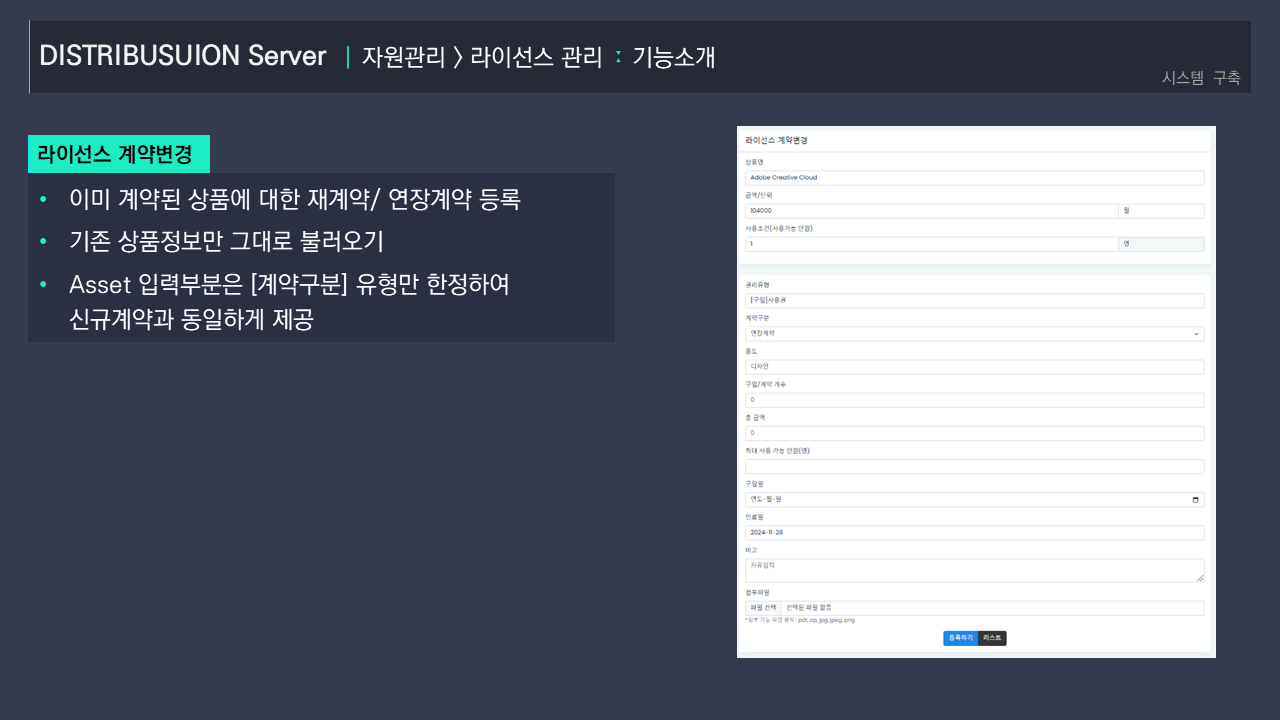 DISTRIBUSUION Server | 자원관리 > 라이선스 관리 : 기능소개
시스템 구축
라이선스 계약변경
• 이미 계약된 상품에 대한 재계약/ 연장계약 등록
• 기존 상품정보만 그대로 불러오기
• Asset 입력부분은 [계약구분] 유형만 한정하여
신규계약과 동일하게 제공
라이선스 계약변경
상품명
Adobe Creative Cloud
금액/단위
104000 월
사용조건(사용가능 인원)
1 명
권리유형
[구입]사용권
계약구분
연장계약
용도
디자인
구입/계약 개수
0
총 금액
0
최대 사용 가능 인원(명)
구입일
연도-월-일
만료일
2024-11-28
비고
자유입력
첨부파일
파일 선택 선택된 파일 없음
*첨부 가능 파일 형식 : pdf, zip, jpg, jpeg, png
등록하기 리스트